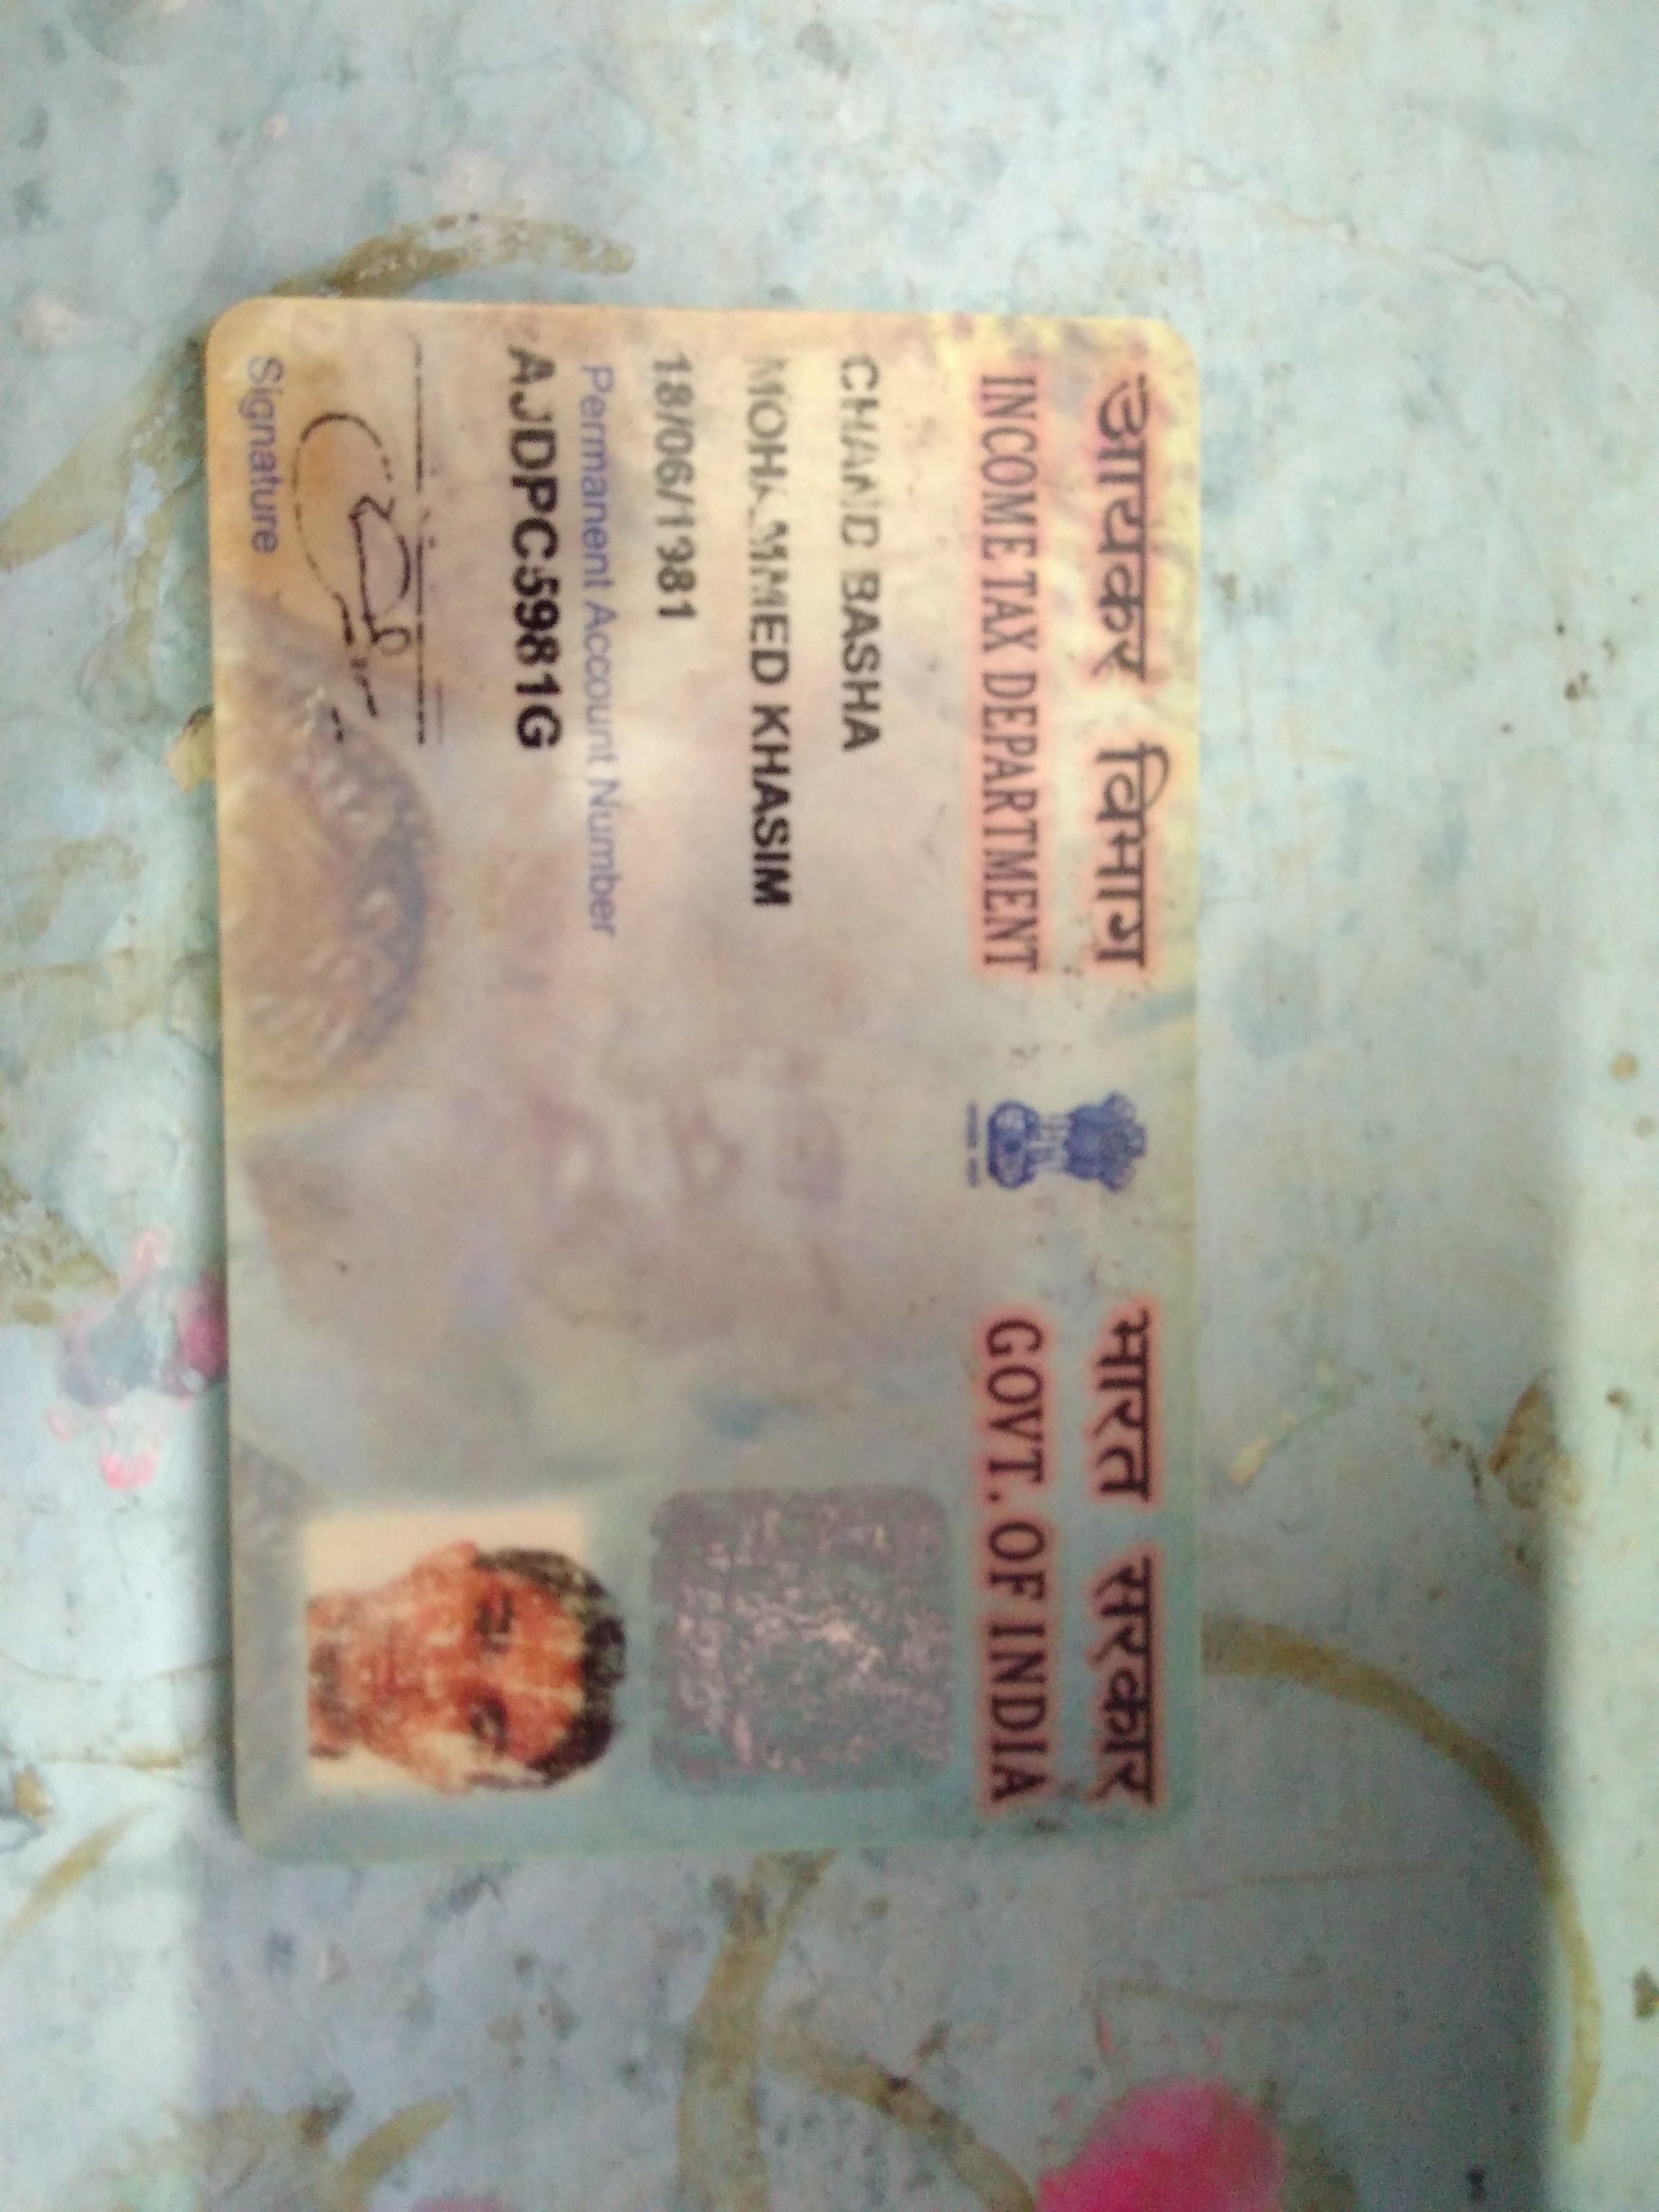 आयकर विभाग
INCOME TAX DEPARTMENT
भारत सरकार
GOVT. OF INDIA
CHAND BASHA
MOHAMMED KHASIM
18/06/1981
Permanent Account Number
AJDPC5981G
Signature